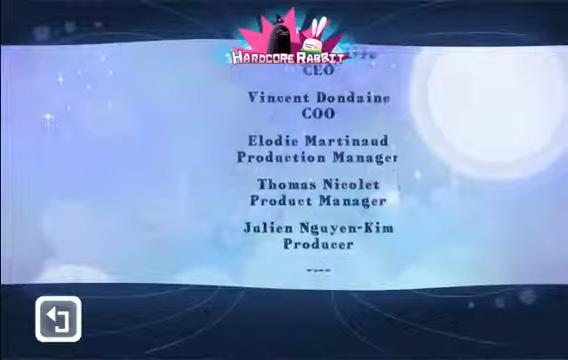 HARDCORE RABBIT
CEO
Vincent Dondaine
COO
Elodie Martinaud
Production Manager
Thomas Nicolet
Product Manager
Julien Nguyen-Kim
Producer
----